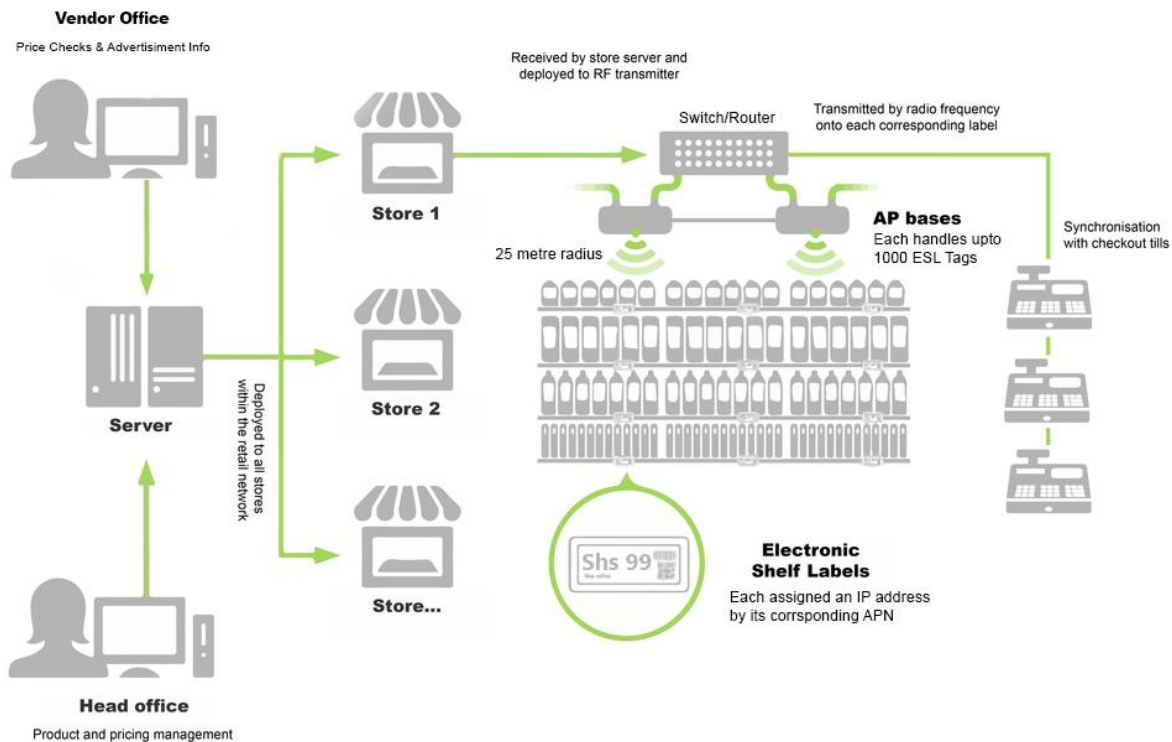 Vendor Office
Price Checks & Advertisiment Info
Received by store server and
deployed to RF transmitter
Switch/Router
Transmitted by radio frequency
onto each corresponding label
Store 1
25 metre radius
AP bases
Each handles upto
1000 ESL Tags
Synchronisation
with checkout tills
Server
Deployed to all stores
within the retail network
Store 2
Store...
Shs 99
Electronic
Shelf Labels
Each assigned an IP address
by its corrsponding APN
Head office
Product and pricing management